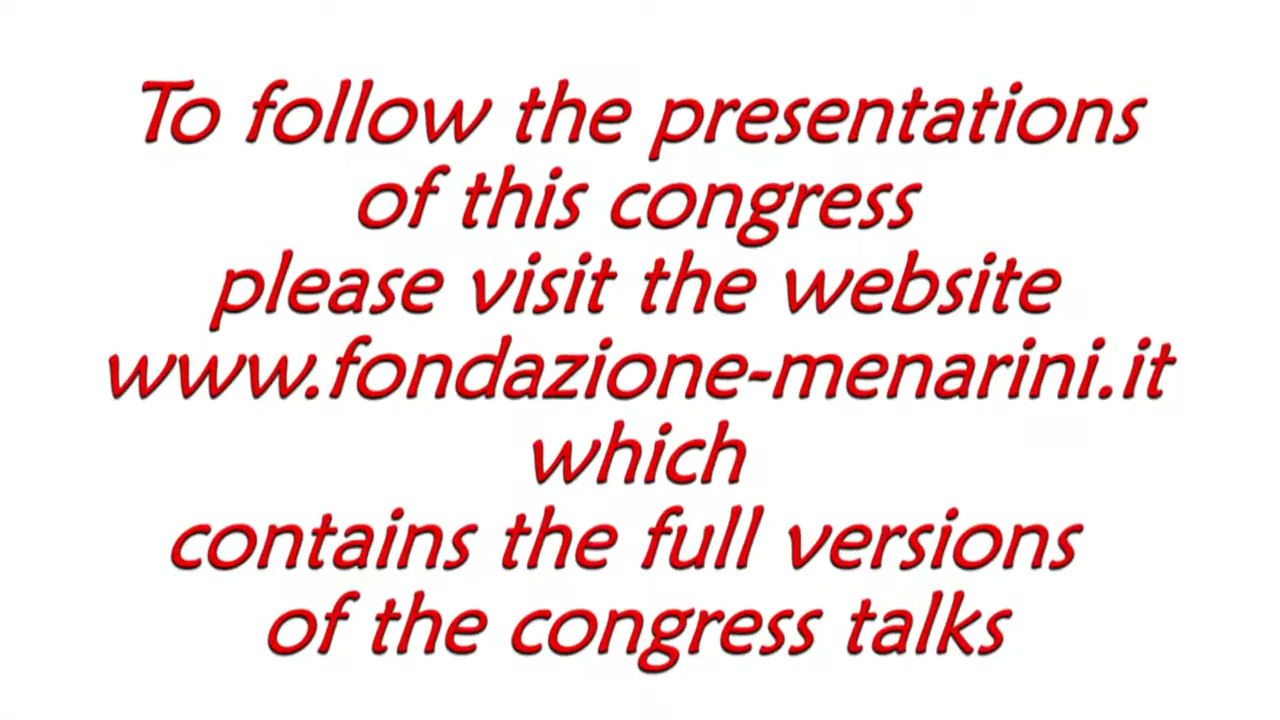 To follow the presentations
of this congress
please visit the website
www.fondazione-menarini.it
which
contains the full versions
of the congress talks